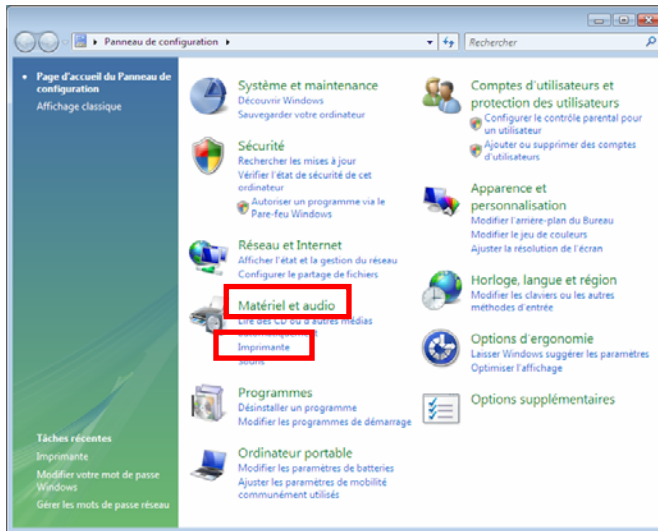 Panneau de configuration
Rechercher
Page d'accueil du Panneau de
configuration
Affichage classique
Système et maintenance
Découvrir Windows
Sauvegarder votre ordinateur
Sécurité
Rechercher les mises à jour
Vérifier l'état de sécurité de cet
ordinateur
Autoriser un programme via le
Pare-feu Windows
Réseau et Internet
Afficher l'état et la gestion du réseau
Configurer le partage de fichiers
Matériel et audio
Lire des CD ou d'autres médias
automatiquement
Imprimante
Souris
Programmes
Désinstaller un programme
Modifier les programmes de démarrage
Ordinateur portable
Modifier les paramètres de batteries
Ajuster les paramètres de mobilité
communément utilisés
Comptes d'utilisateurs et
protection des utilisateurs
Configurer le contrôle parental pour
un utilisateur
Ajouter ou supprimer des comptes
d'utilisateurs
Apparence et
personnalisation
Modifier l'arrière-plan du Bureau
Modifier le jeu de couleurs
Ajuster la résolution de l'écran
Horloge, langue et région
Modifier les claviers ou les autres
méthodes d'entrée
Options d'ergonomie
Laisser Windows suggérer les paramètres
Optimiser l'affichage
Options supplémentaires
Tâches récentes
Imprimante
Modifier votre mot de passe
Windows
Gérer les mots de passe réseau